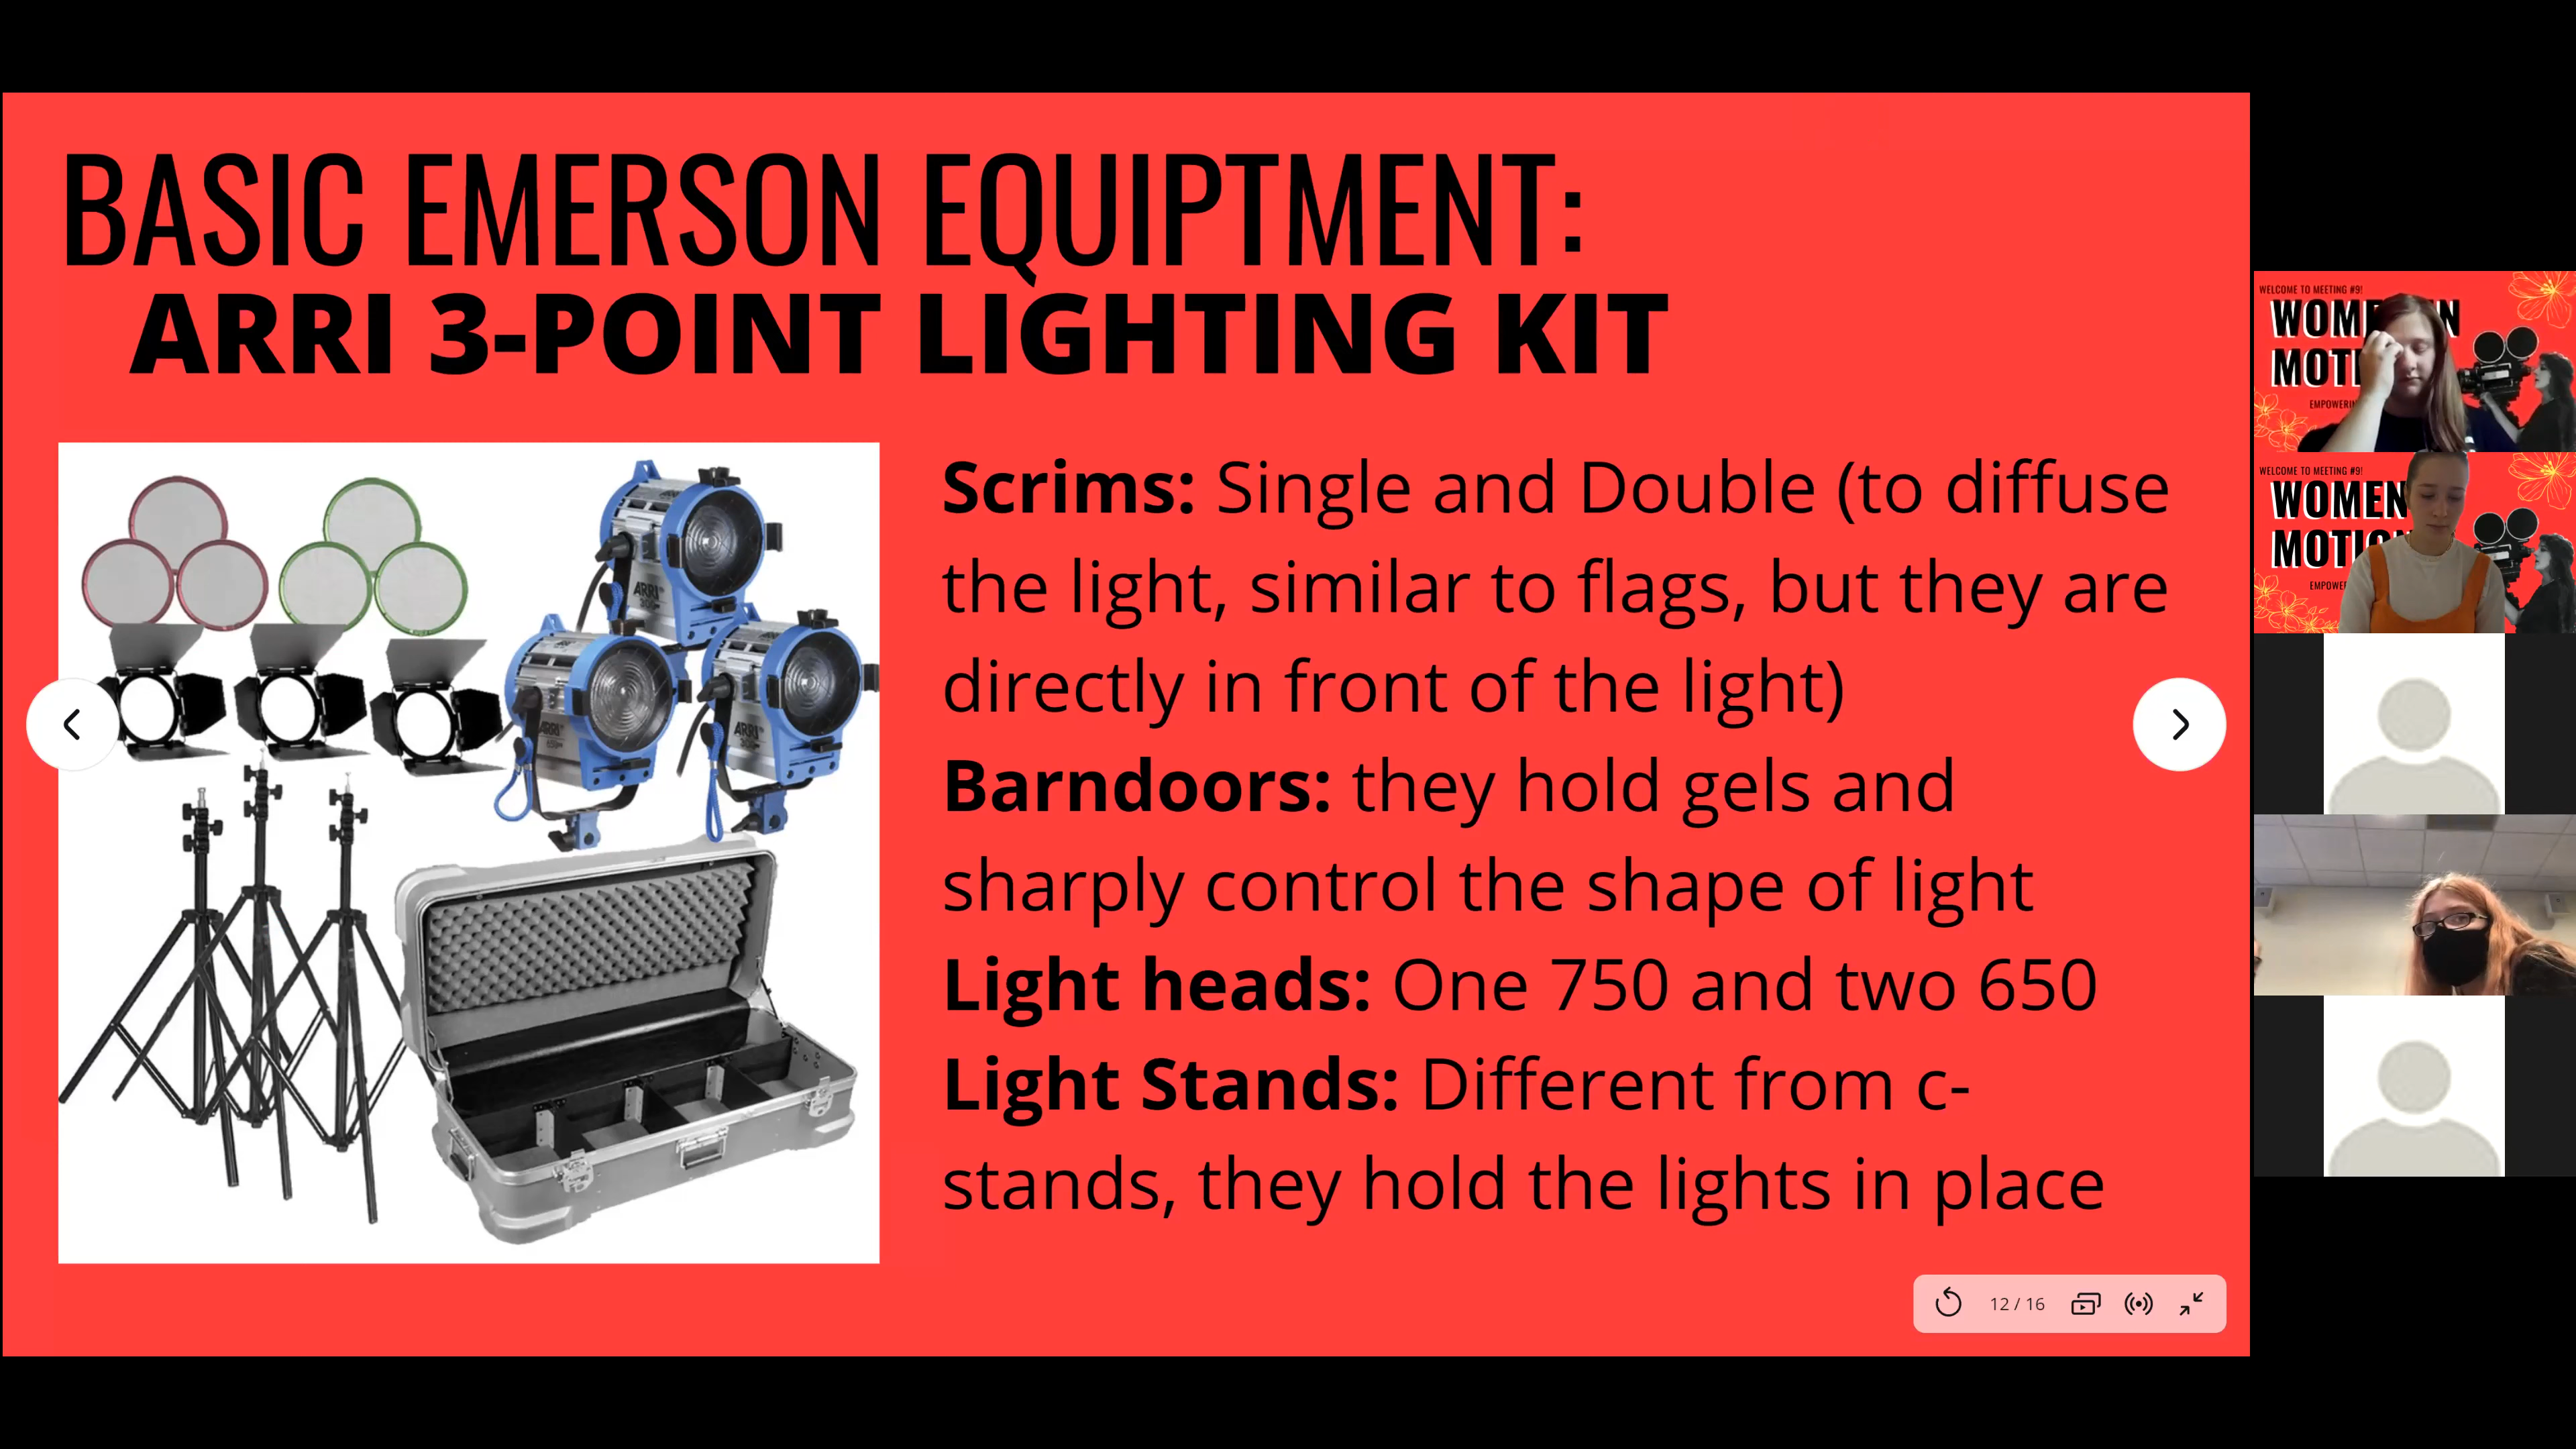 BASIC EMERSON EQUIPTMENT:
ARRI 3-POINT LIGHTING KIT
Scrims: Single and Double (to diffuse
the light, similar to flags, but they are
directly in front of the light)
Barndoors: they hold gels and
sharply control the shape of light
Light heads: One 750 and two 650
Light Stands: Different from c-
stands, they hold the lights in place
ARRI
ARRI
ARRI
12 / 16
WELCOME TO MEETING #9!
WELCOME TO MEETING #9!
WOMEN